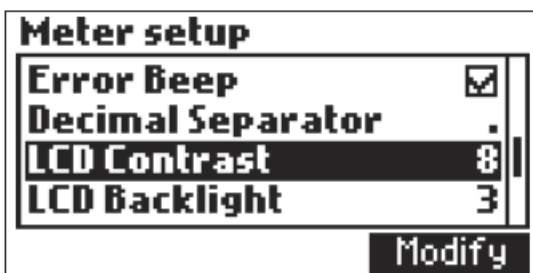 Meter setup
Error Beep
Decimal Separator .
LCD Contrast 8
LCD Backlight 3
Modify